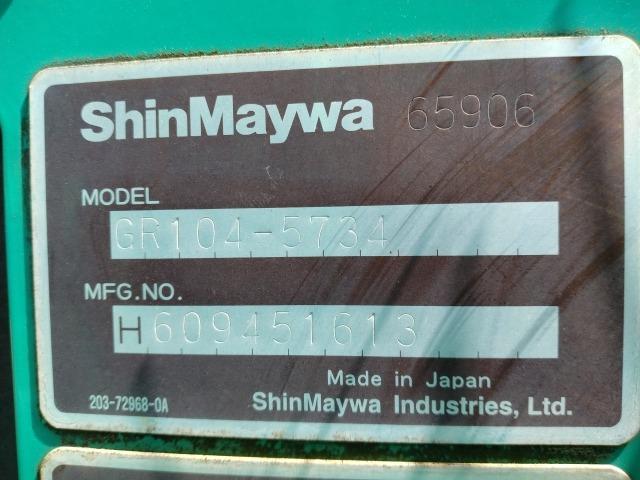 ShinMaywa 65906
MODEL
GR104-5734
MFG.NO.
H609451613
Made in Japan
203-72968-0A ShinMaywa Industries, Ltd.